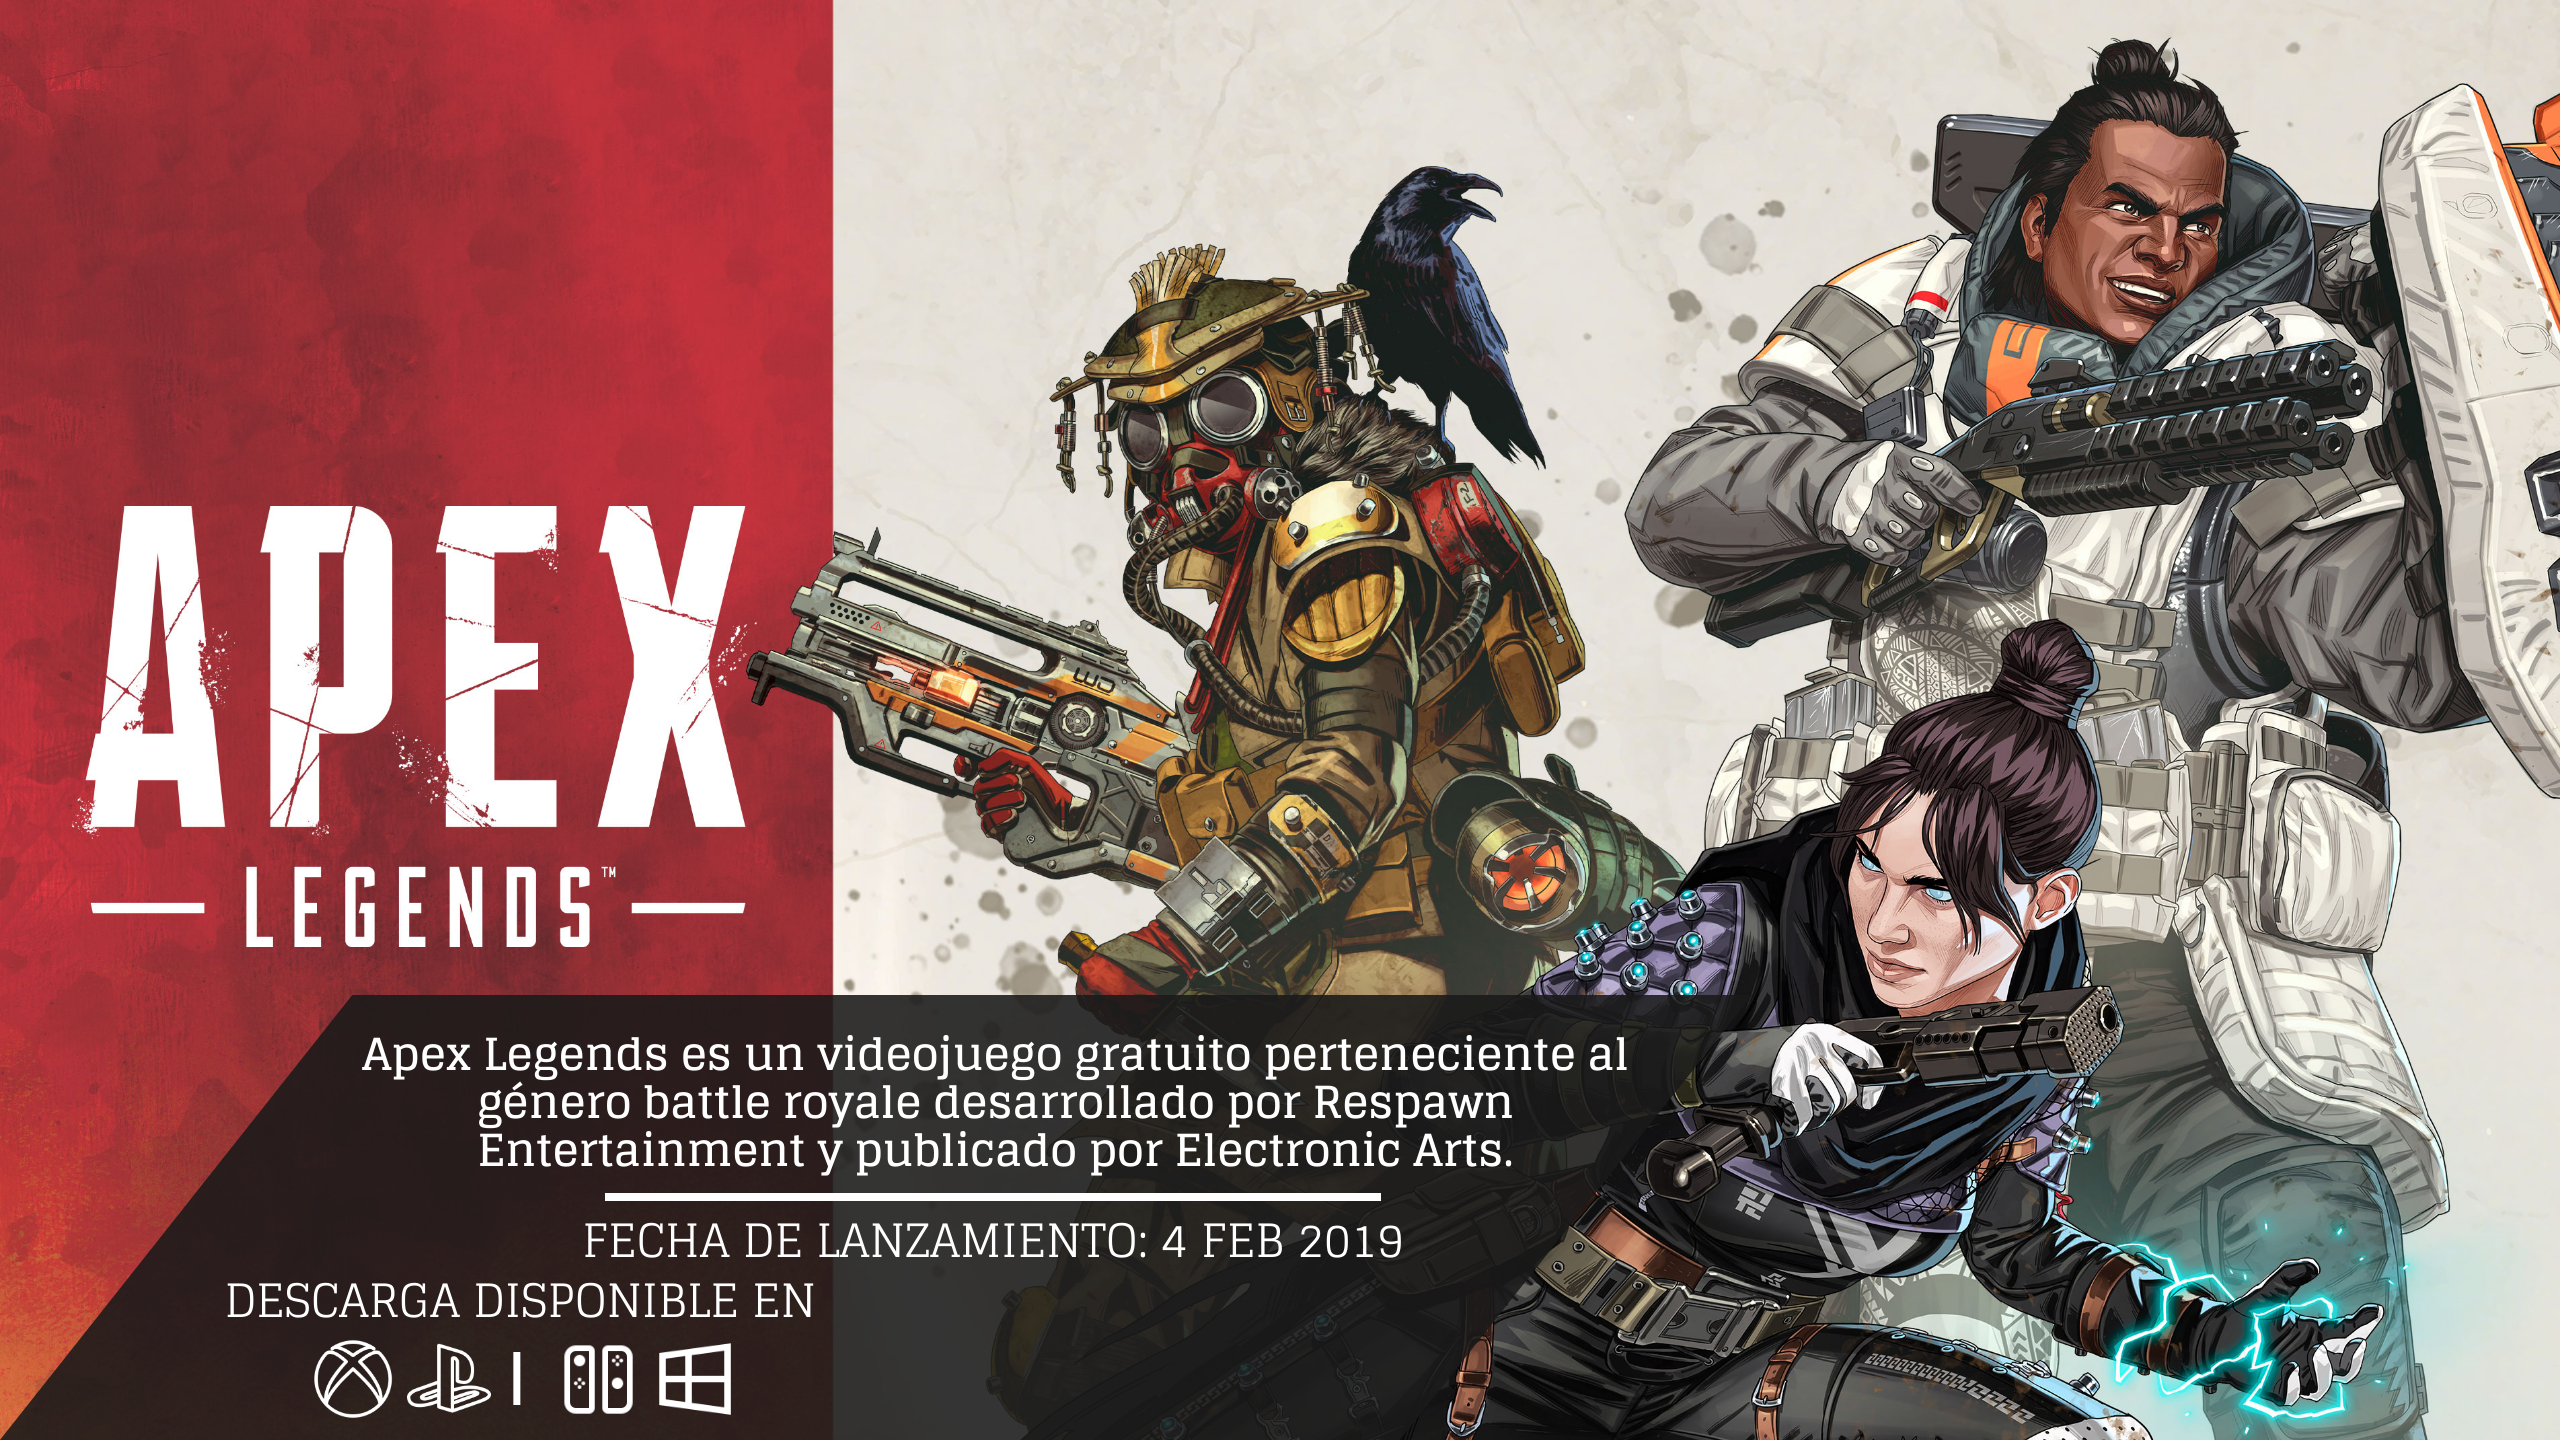 APEX
LEGENDS™
Apex Legends es un videojuego gratuito perteneciente al
género battle royale desarrollado por Respawn
Entertainment y publicado por Electronic Arts.
FECHA DE LANZAMIENTO: 4 FEB 2019
DESCARGA DISPONIBLE EN